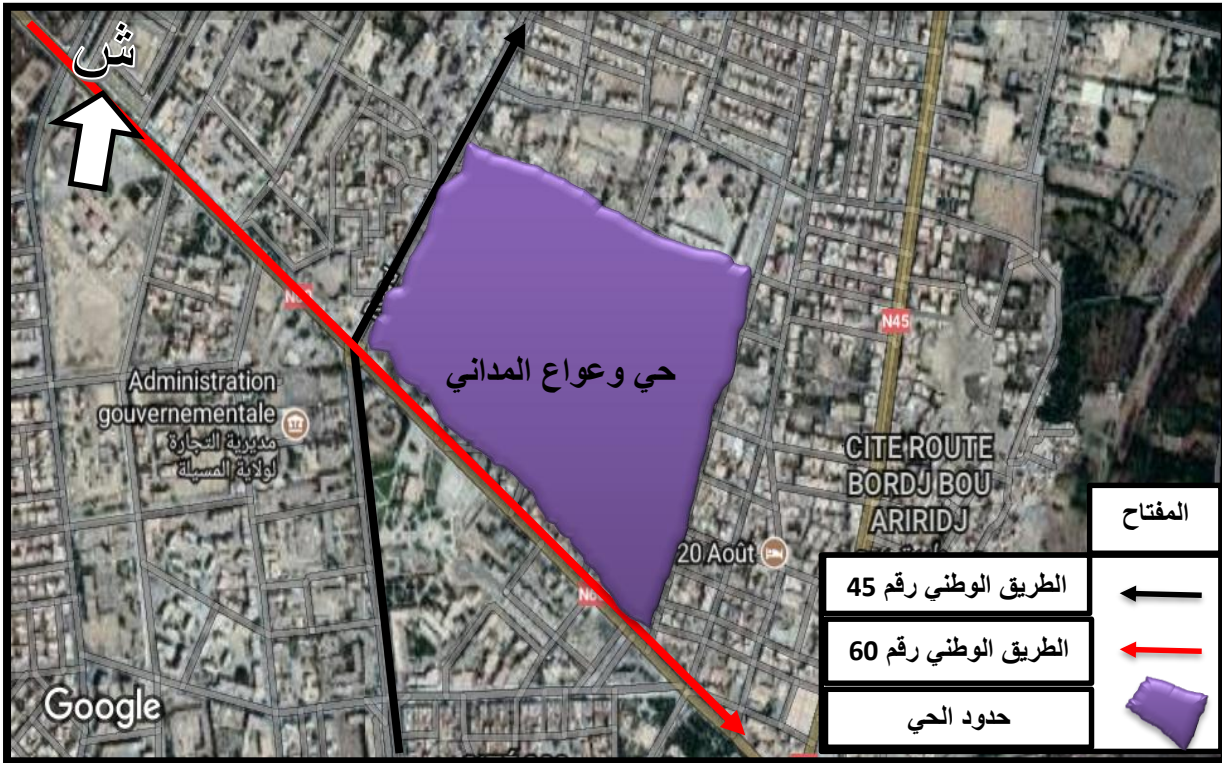 ش
N45
حي وعواع المداني
Administration
gouvernementale
مديرية التجارة
لولاية المسيلة
CITE ROUTE
BORDJ BOU
ARIRIDJ
20 Août
المفتاح
الطريق الوطني رقم 45
الطريق الوطني رقم 60
حدود الحي
Google